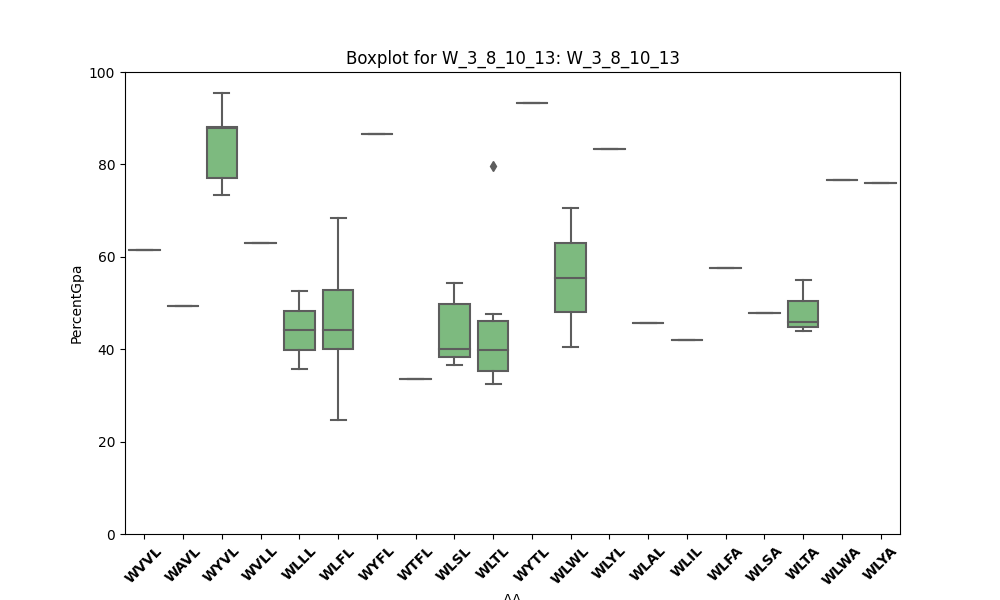 Boxplot for W_3_8_10_13: W_3_8_10_13
PercentGpa
100
80
60
40
20
0
WVVL
WAVL
WYVL
WVLL
WLLL
WLFL
WYFL
WTFL
WLSL
WLTL
WYTL
WLWL
WLYL
WLAL
WLIL
WLFA
WLSA
WLTA
WLWA
WLYA
AA